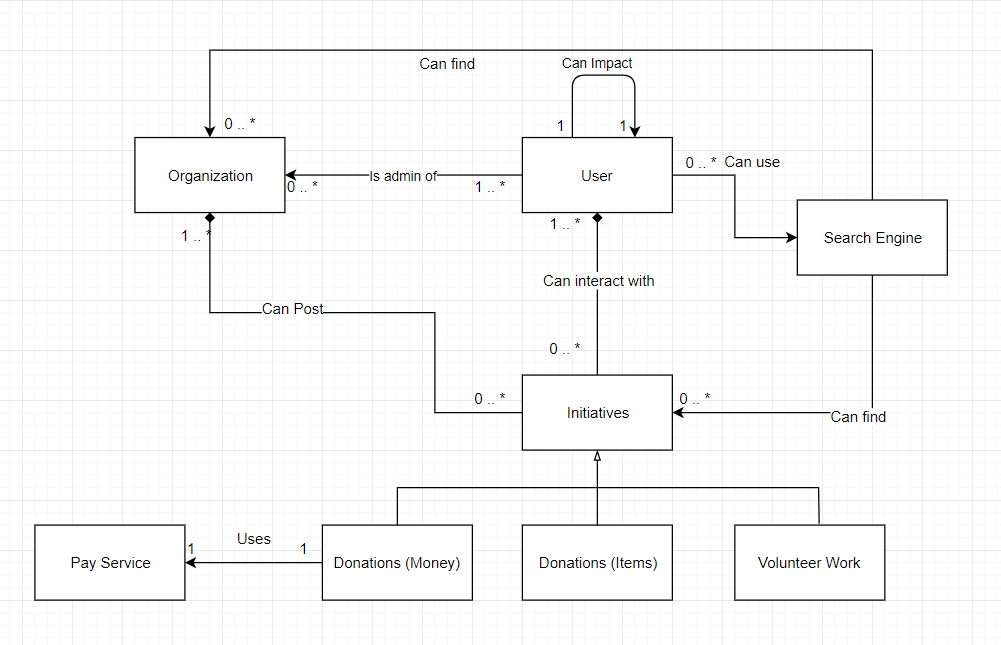 Can find
Can Impact
1
1
0 .. *
Organization
0 .. *
Is admin of
1 .. *
User
0 .. *
Can use
Search Engine
1 .. *
1 .. *
Can interact with
Can Post
0 .. *
0 .. *
Initiatives
0 .. *
Can find
Pay Service
1
Uses
1
Donations (Money)
Donations (Items)
Volunteer Work